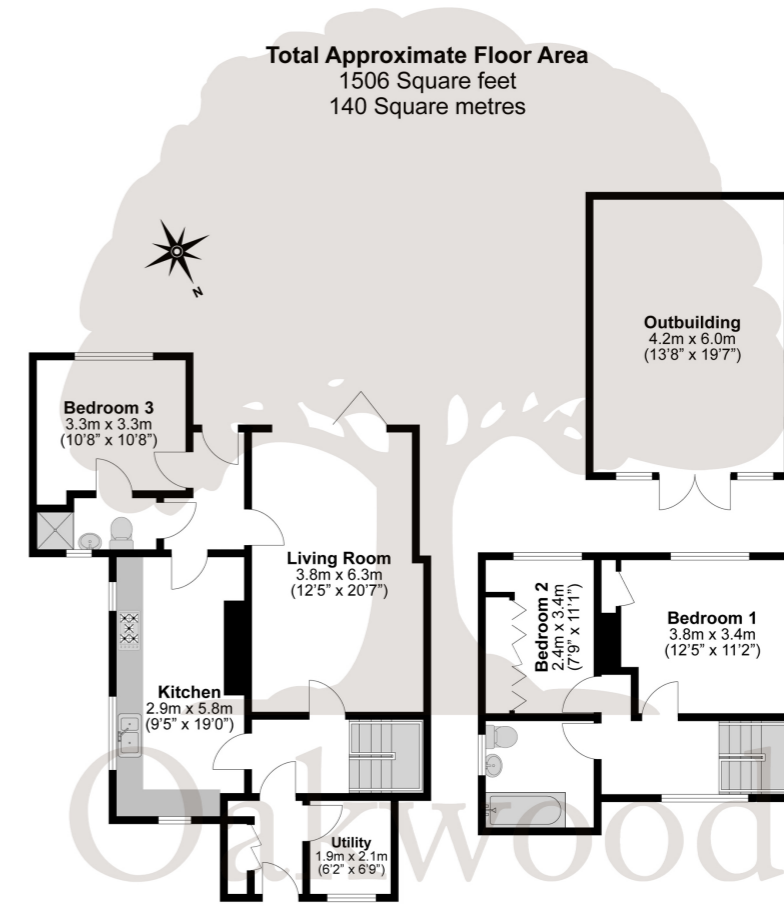 Total Approximate Floor Area
1506 Square feet
140 Square metres
N
Outbuilding
4.2m x 6.0m
(13'8" x 19'7")
Bedroom 3
3.3m x 3.3m
(10'8" x 10'8")
Living Room
3.8m x 6.3m
(12'5" x 20'7")
Kitchen
2.9m x 5.8m
(9'5" x 19'0")
Utility
1.9m x 2.1m
(6'2" x 6'9")
Bedroom 2
2.4m x 3.4m
(7'9" x 11'1")
Bedroom 1
3.8m x 3.4m
(12'5" x 11'2")
Oakwood